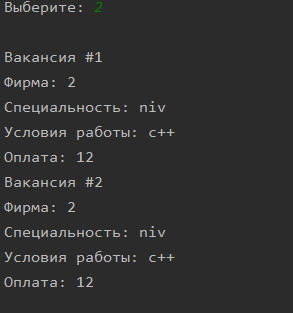 Выберите: 2
Вакансия #1
Фирма: 2
Специальность: niv
Условия работы: c++
Оплата: 12
Вакансия #2
Фирма: 2
Специальность: niv
Условия работы: c++
Оплата: 12